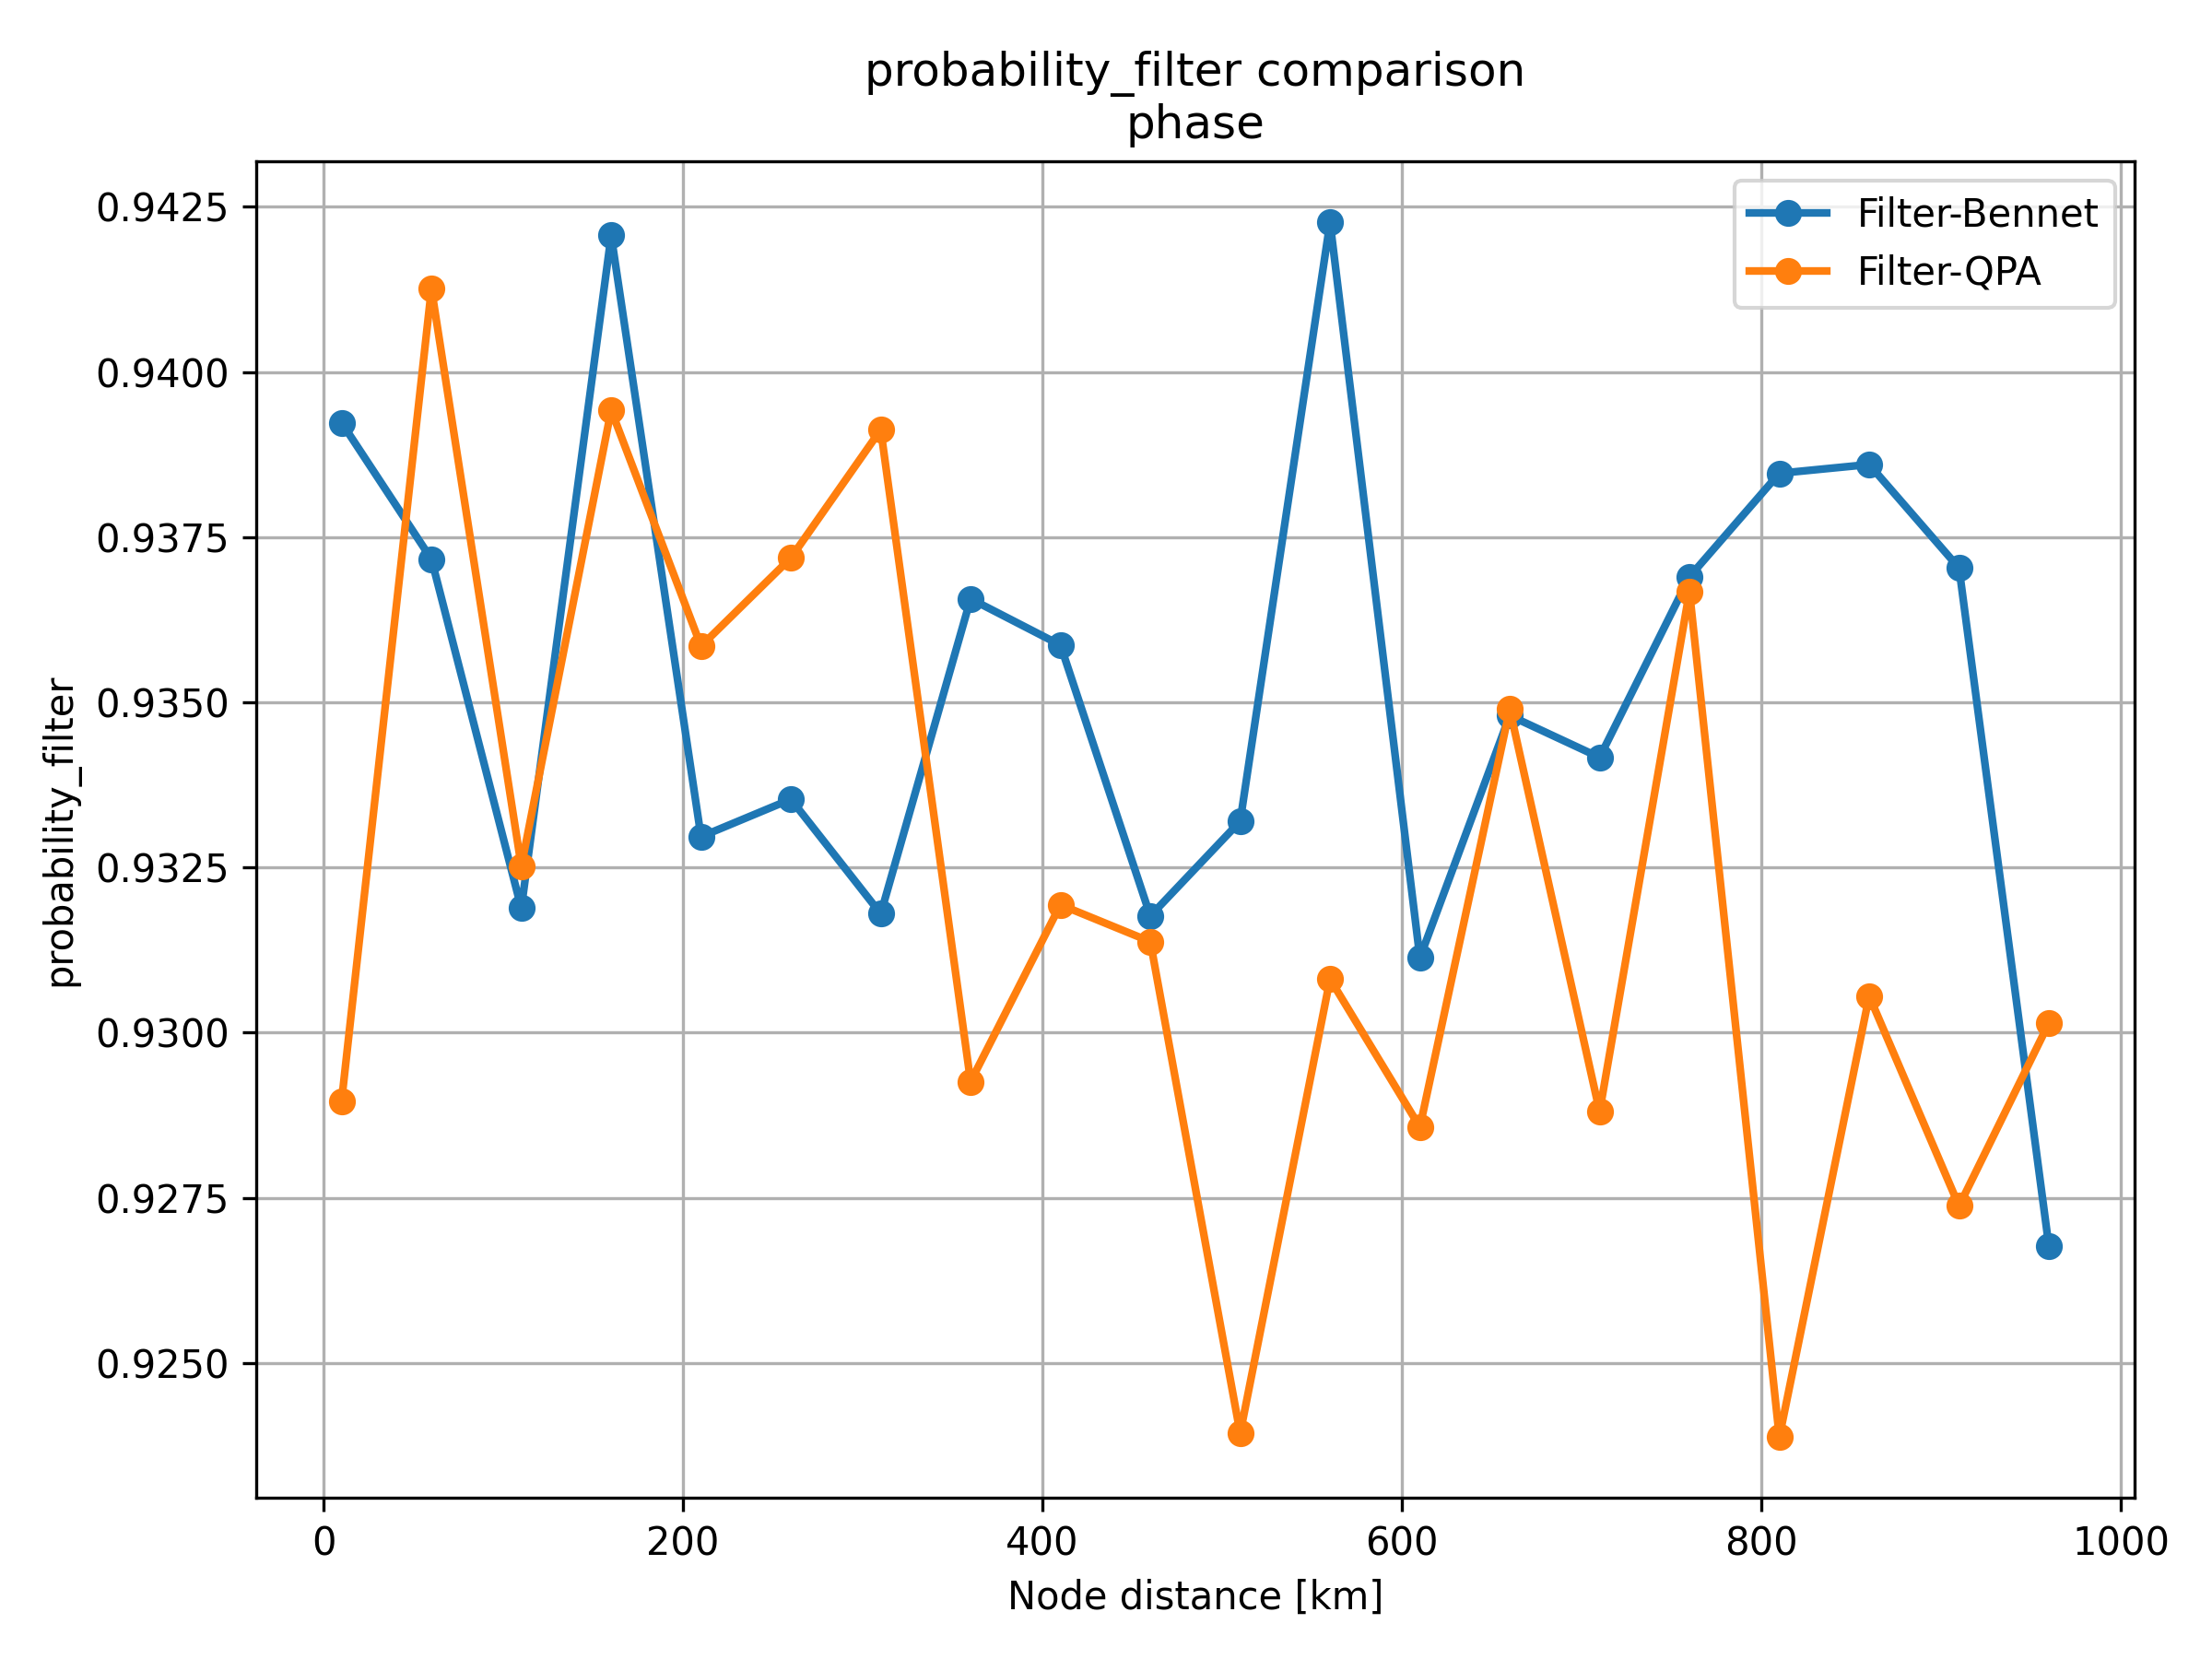 probability_filter comparison
phase
Filter-Bennet
Filter-QPA
probability_filter
0.9425
0.9400
0.9375
0.9350
0.9325
0.9300
0.9275
0.9250
0
200
400
600
800
1000
Node distance [km]